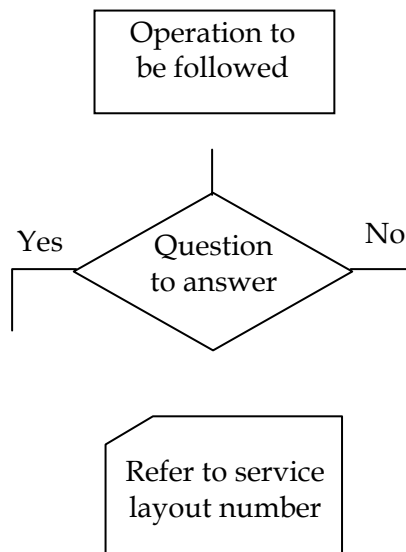 Operation to
be followed
Yes
No
Question
to answer
Refer to service
layout number